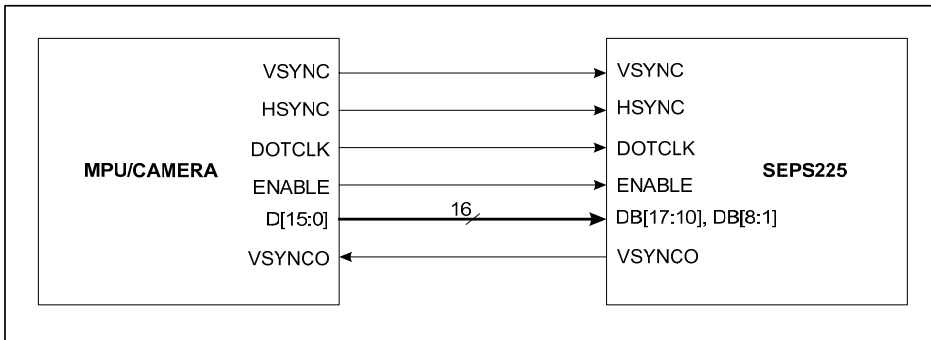 VSYNC VSYNC
HSYNC HSYNC
DOTCLK DOTCLK
MPU/CAMERA SEPS225
ENABLE ENABLE
D[15:0] 16 DB[17:10], DB[8:1]
VSYNCO VSYNCO